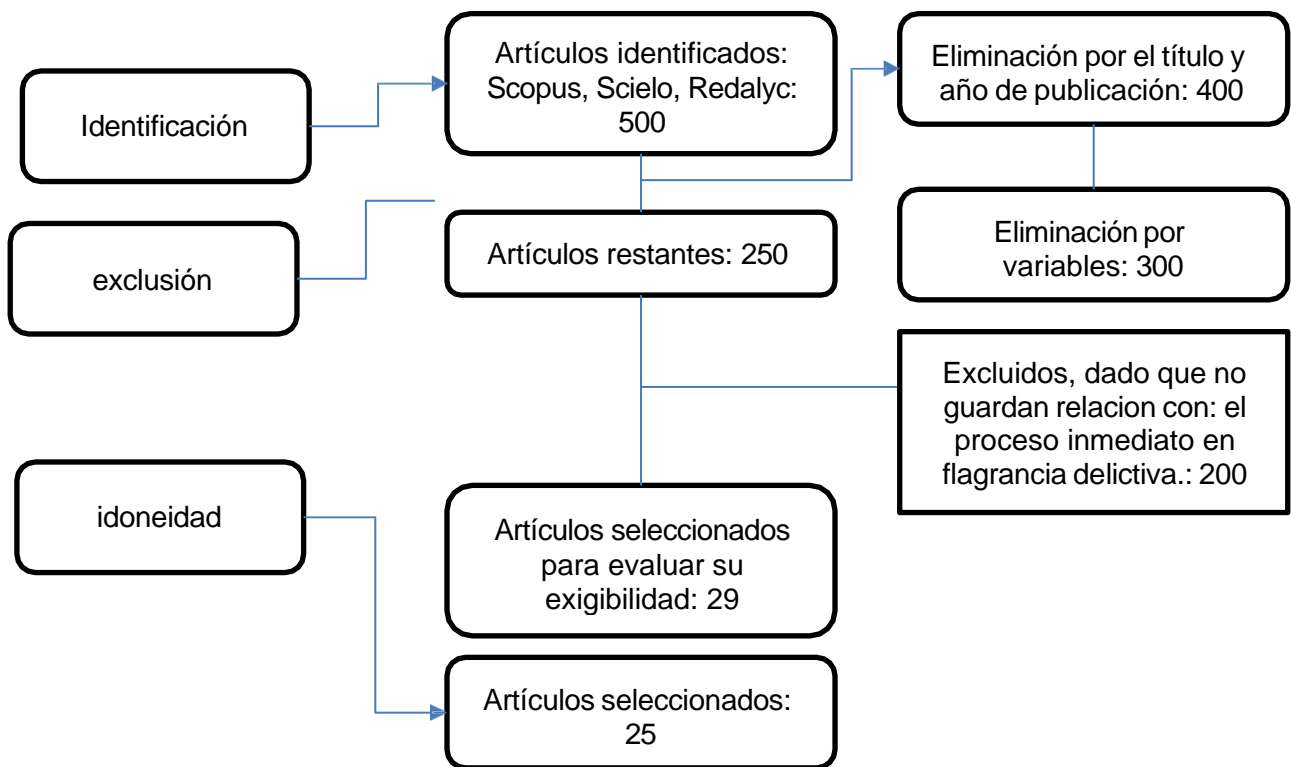 Identificación
Artículos identificados:
Scopus, Scielo, Redalyc:
500
Eliminación por el título y
año de publicación: 400
exclusión
Artículos restantes: 250
Eliminación por
variables: 300
Excluidos, dado que no
guardan relacion con: el
proceso inmediato en
flagrancia delictiva.: 200
idoneidad
Artículos seleccionados
para evaluar su
exigibilidad: 29
Artículos seleccionados:
25